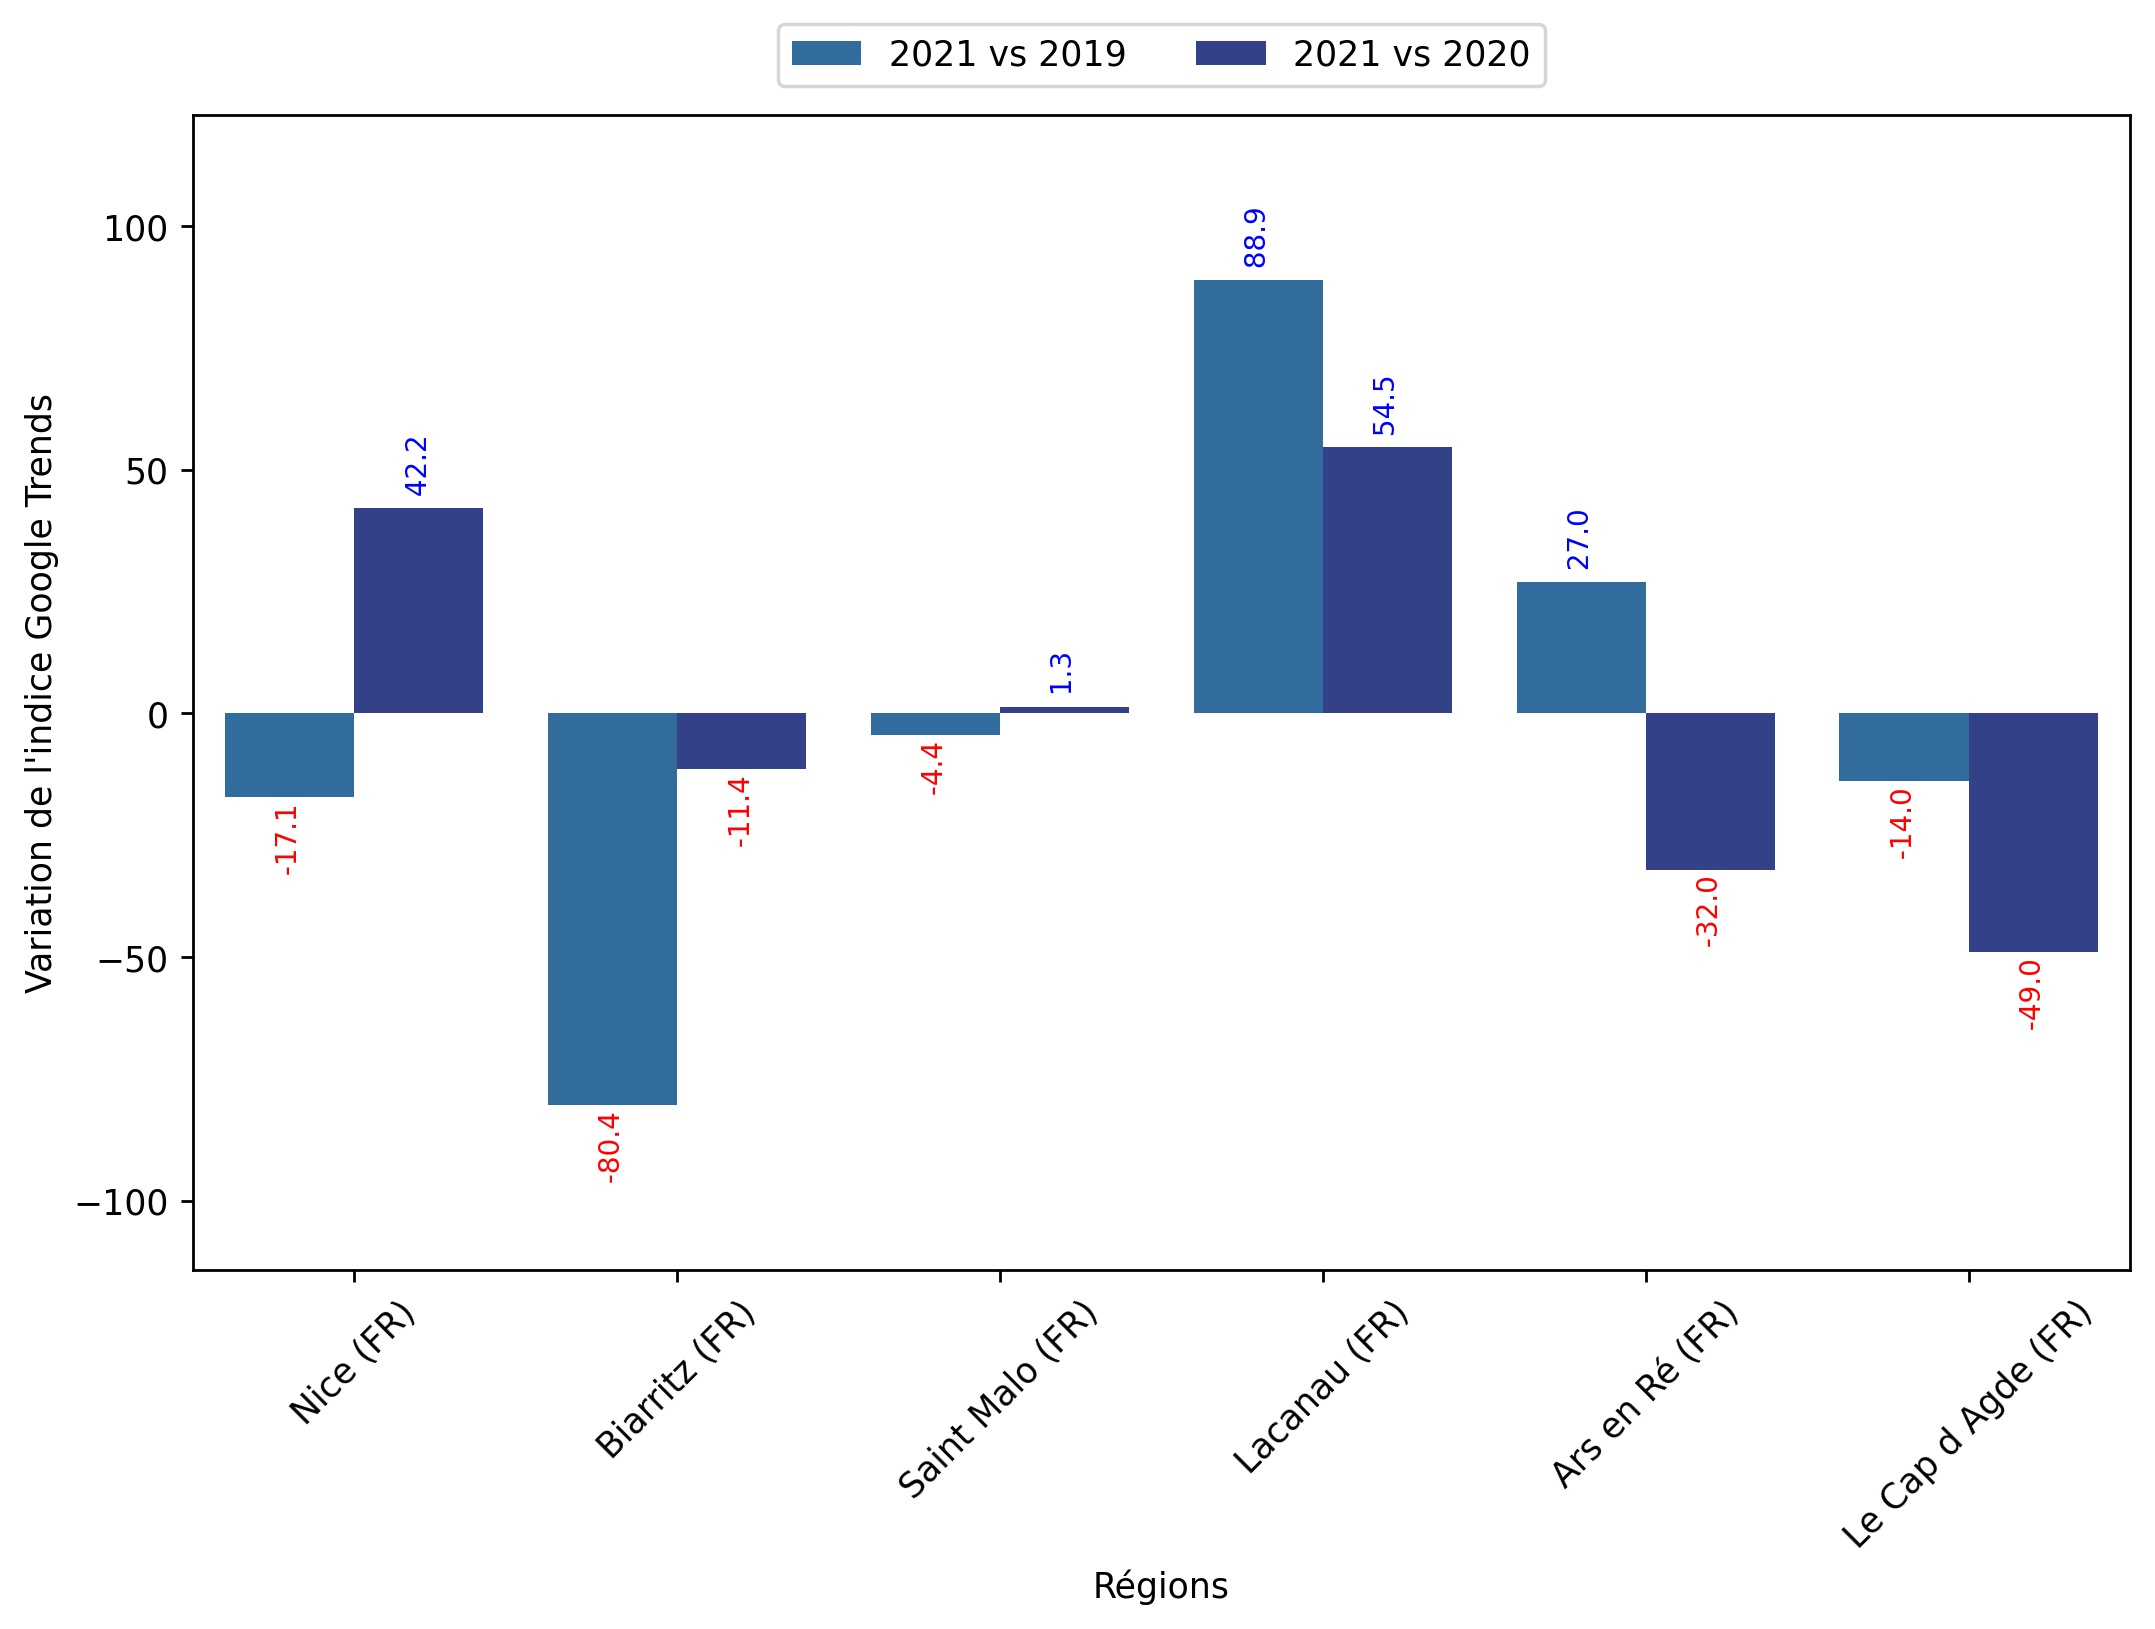 2021 vs 2019
2021 vs 2020
Variation de l'indice Google Trends
100
50
0
−50
−100
-17.1
42.2
-80.4
-11.4
-4.4
1.3
88.9
54.5
27.0
-32.0
-14.0
-49.0
Nice (FR)
Biarritz (FR)
Saint Malo (FR)
Lacanau (FR)
Ars en Ré (FR)
Le Cap d Agde (FR)
Régions